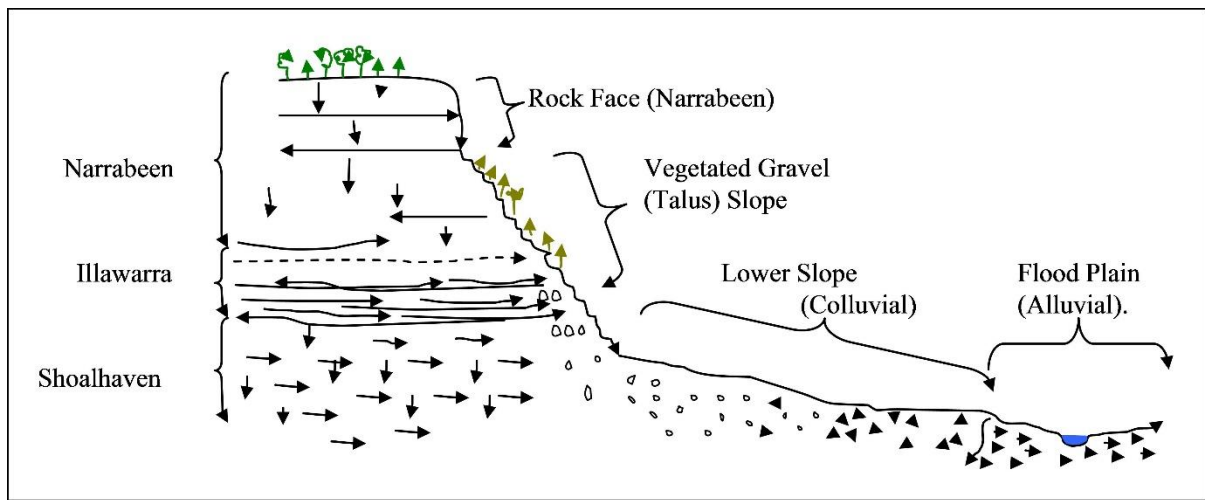 Rock Face (Narrabeen)
Narrabeen
Vegetated Gravel
(Talus) Slope
Illawarra
Lower Slope
(Colluvial)
Flood Plain
(Alluvial).
Shoalhaven